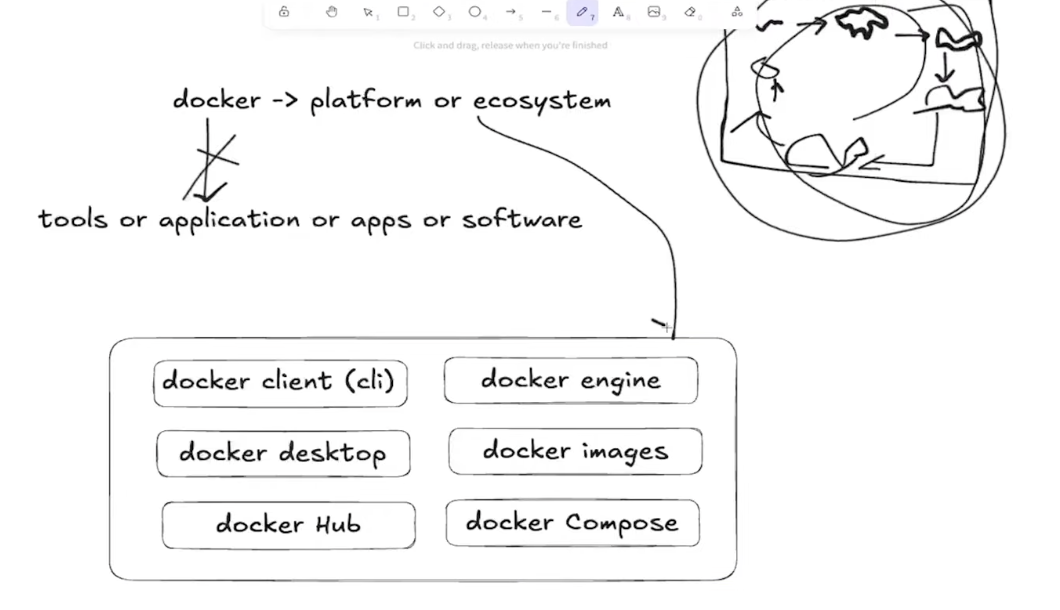 Click and drag, release when you're finished
docker -> platform or ecosystem
tools or application or apps or software
docker client (cli)
docker engine
docker desktop
docker images
docker Hub
docker Compose